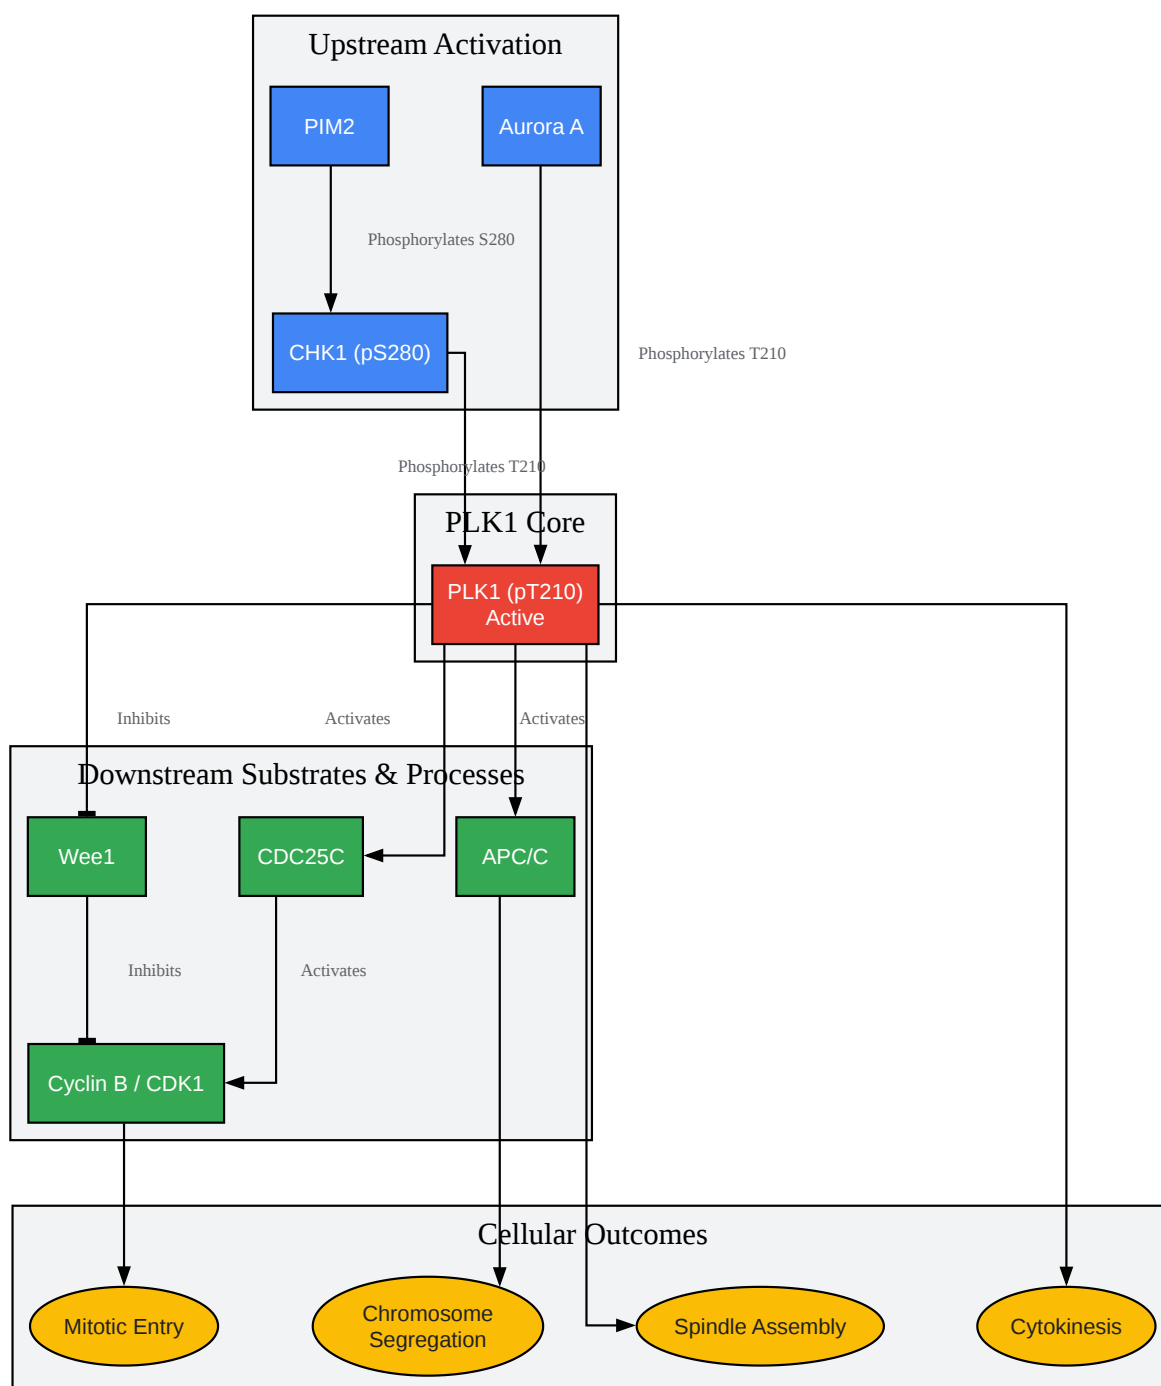 Upstream Activation
PIM2
Aurora A
Phosphorylates S280
CHK1 (pS280)
Phosphorylates T210
Phosphorylates T210
PLK1 Core
PLK1 (pT210)
Active
Inhibits
Activates
Activates
Downstream Substrates & Processes
Wee1
CDC25C
APC/C
Inhibits
Activates
Cyclin B / CDK1
Cellular Outcomes
Mitotic Entry
Chromosome
Segregation
Spindle Assembly
Cytokinesis